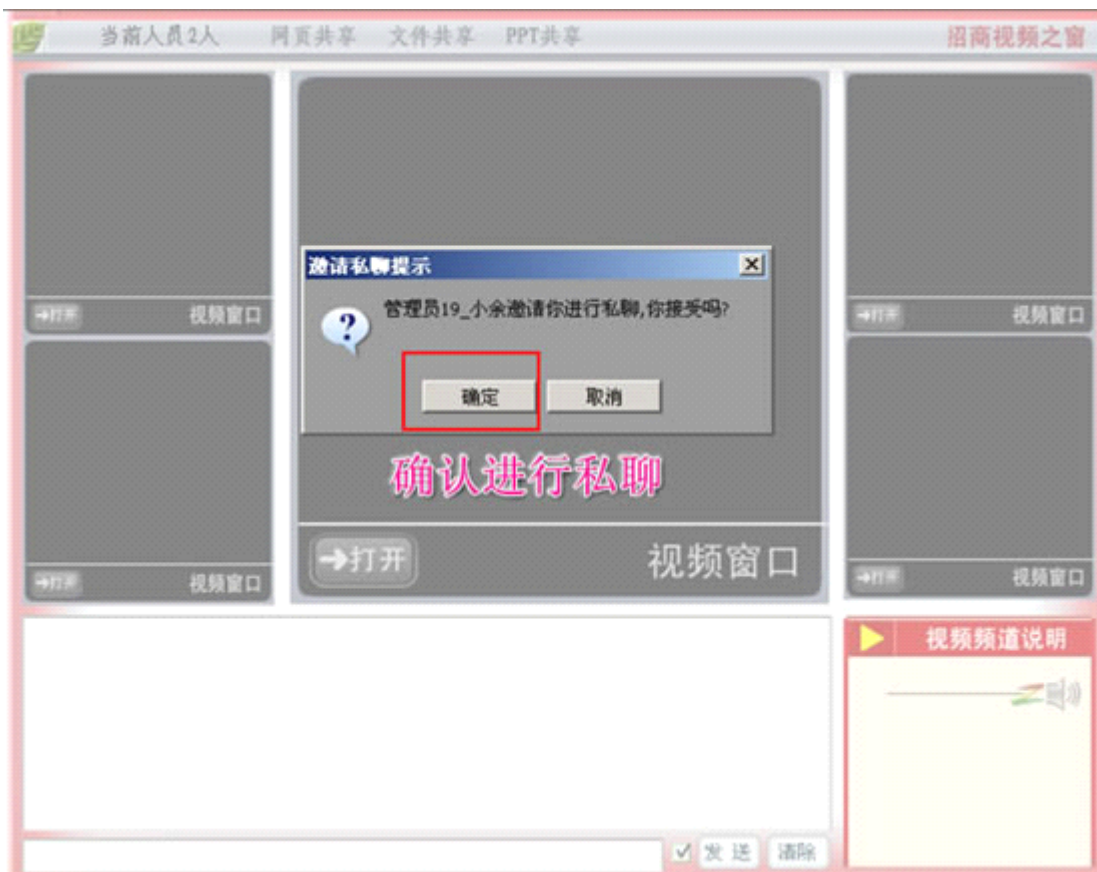 当前人员2人 网页共享 文件共享 PPT共享 招商视频之窗
邀请私聊提示
管理员19_小余邀请你进行私聊,你接受吗?
确定 取消
确认进行私聊
打开 视频窗口
打开 视频窗口
打开 视频窗口
打开 视频窗口
打开 视频窗口
视频频道说明
发送 清除